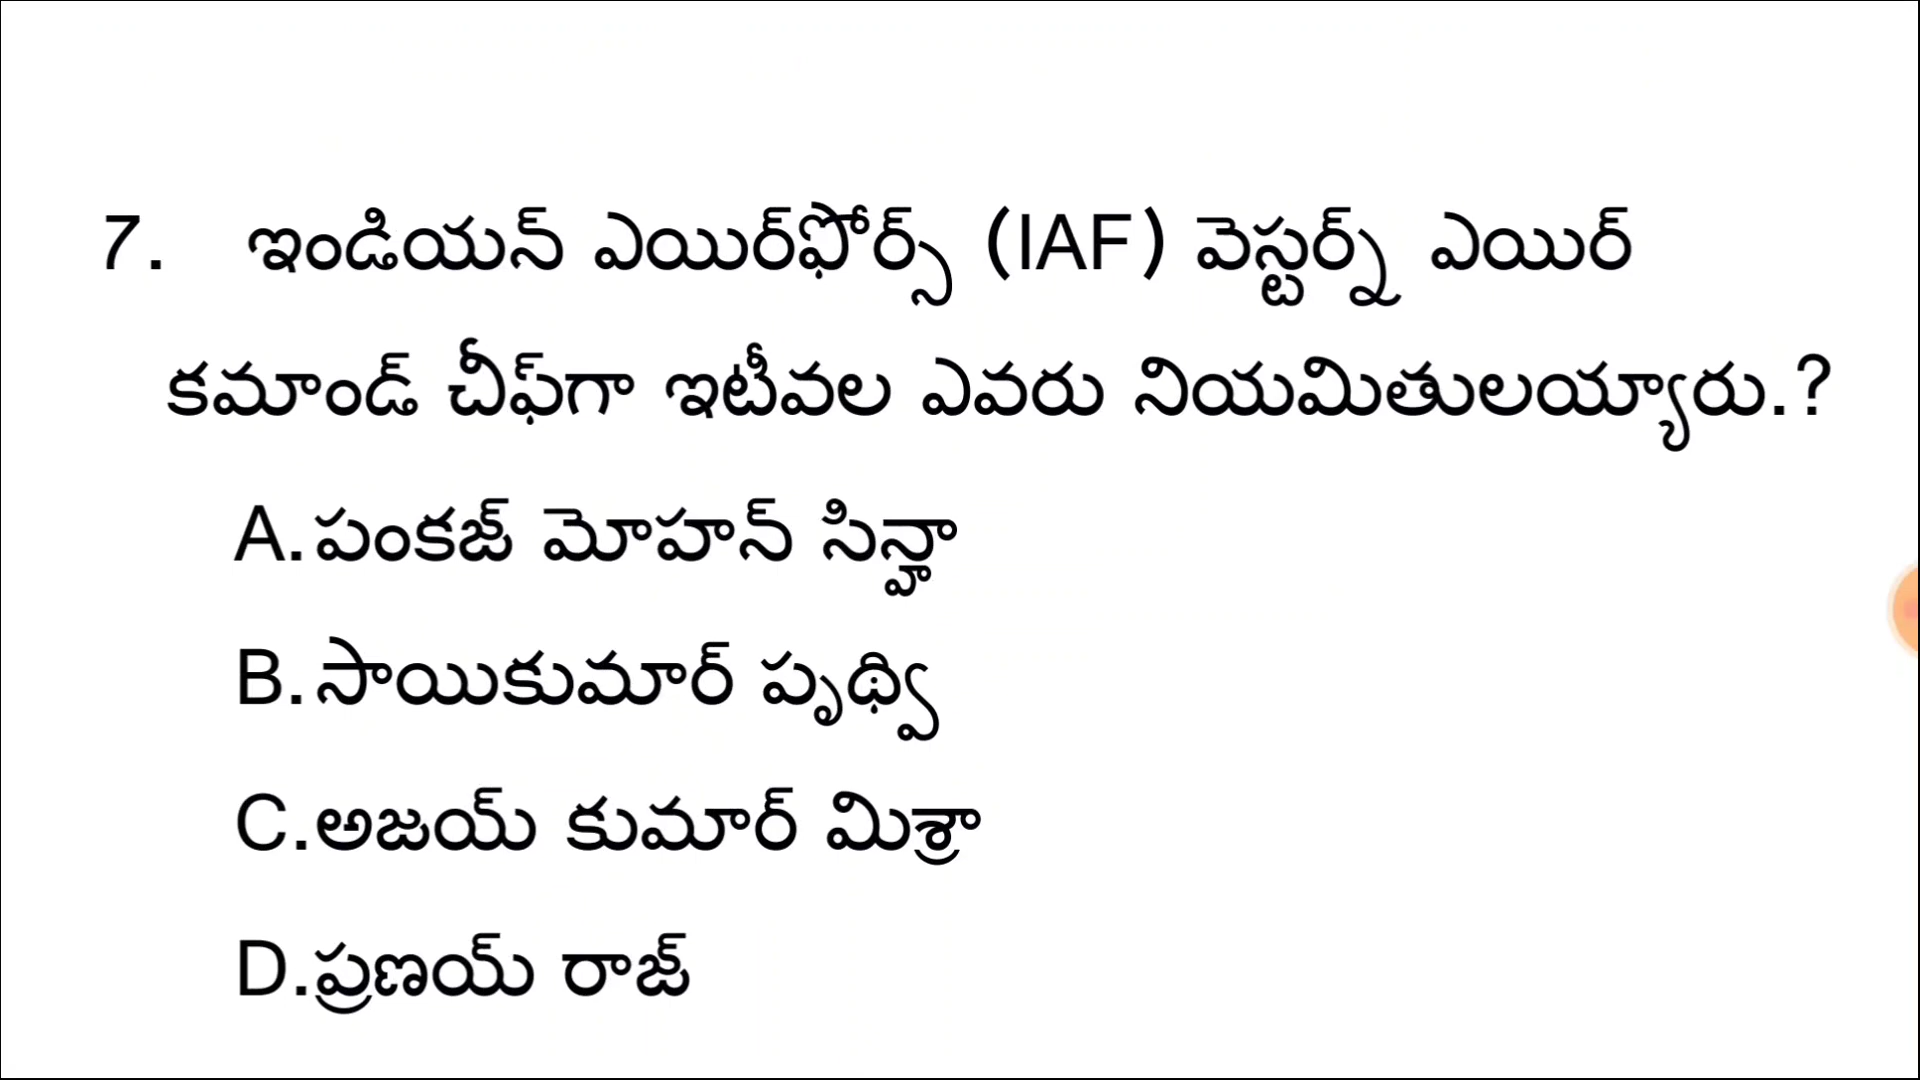 7. ఇండియన్ ఎయిర్‌ఫోర్స్ (IAF) వెస్టర్న్ ఎయిర్
కమాండ్ చీఫ్‌గా ఇటీవల ఎవరు నియమితులయ్యారు.?
A.పంకజ్ మోహన్ సిన్హా
B.సాయికుమార్ పృథ్వి
C.అజయ్ కుమార్ మిశ్రా
D.ప్రణయ్ రాజ్